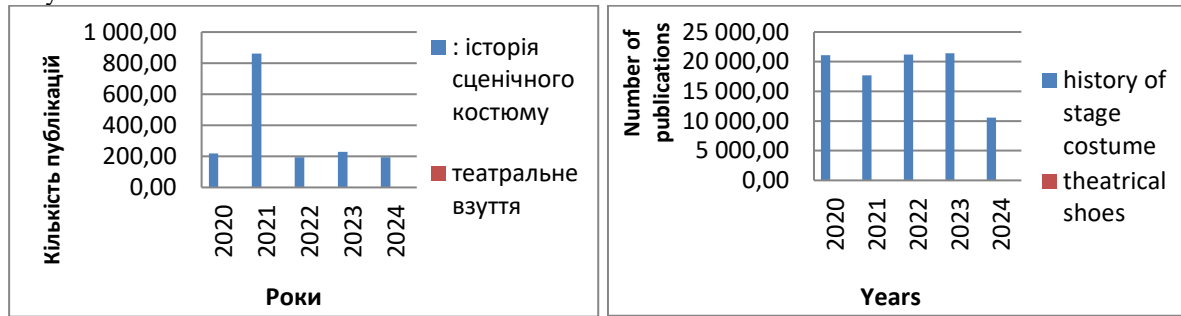 Кількість публікацій
1 000,00
800,00
600,00
400,00
200,00
0,00
2020
2021
2022
2023
2024
Роки
: історія
сценічного
костюму
театральне
взуття
Number of
publications
25 000,00
20 000,00
15 000,00
10 000,00
5 000,00
0,00
2020
2021
2022
2023
2024
Years
history of
stage
costume
theatrical
shoes